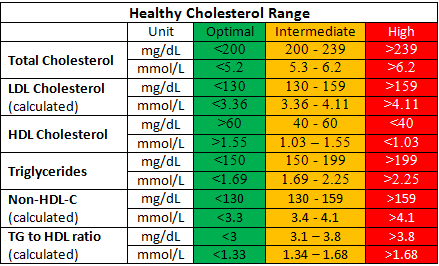 Healthy Cholesterol Range
Unit Optimal Intermediate High
Total Cholesterol mg/dL <200 200 - 239 >239
mmol/L <5.2 5.3 - 6.2 >6.2
LDL Cholesterol (calculated) mg/dL <130 130 - 159 >159
mmol/L <3.36 3.36 - 4.11 >4.11
HDL Cholesterol mg/dL >60 40 - 60 <40
mmol/L >1.55 1.03 – 1.55 <1.03
Triglycerides mg/dL <150 150 - 199 >199
mmol/L <1.69 1.69 - 2.25 >2.25
Non-HDL-C (calculated) mg/dL <130 130 - 159 >159
mmol/L <3.3 3.4 - 4.1 >4.1
TG to HDL ratio (calculated) mg/dL <3 3.1 – 3.8 >3.8
mmol/L <1.33 1.34 – 1.68 >1.68